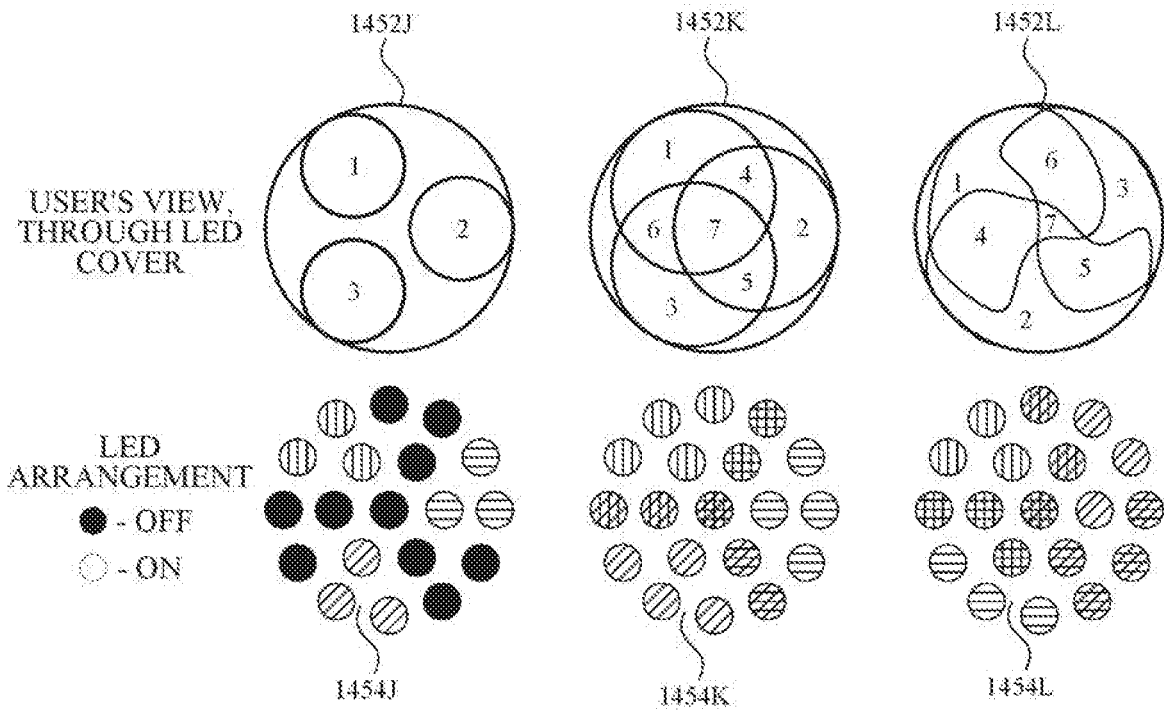 1452J
1452K
1452L
USER'S VIEW,
THROUGH LED
COVER
1
2
3
1
4
6
7
2
5
3
6
1
3
7
4
5
2
LED
ARRANGEMENT
- OFF
- ON
1454J
1454K
1454L